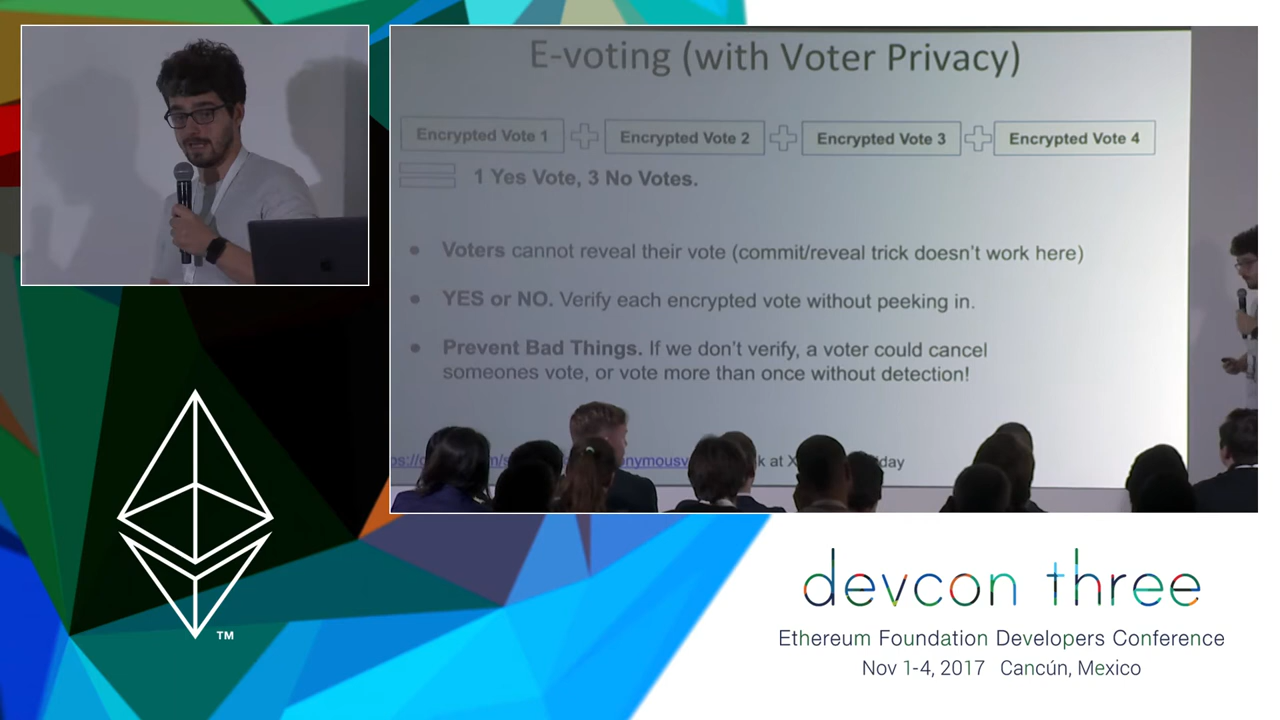 E-voting (with Voter Privacy)
Encrypted Vote 1
Encrypted Vote 2
Encrypted Vote 3
Encrypted Vote 4
1 Yes Vote, 3 No Votes.
Voters cannot reveal their vote (commit/reveal trick doesn't work here)
YES or NO. Verify each encrypted vote without peeking in.
Prevent Bad Things. If we don't verify, a voter could cancel
someones vote, or vote more than once without detection!
at
TM
devcon three
Ethereum Foundation Developers Conference
Nov 1-4, 2017 Cancún, Mexico